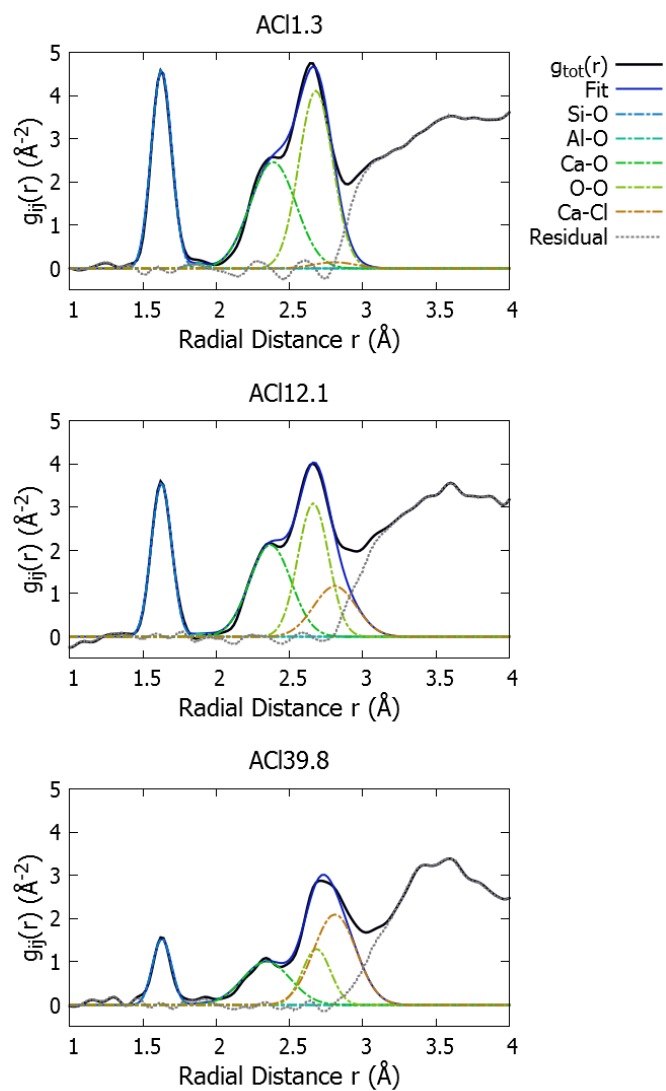 ACl1.3
5
4
3
2
1
0
g_ij(r) (Å^-2)
1 1.5 2 2.5 3 3.5 4
Radial Distance r (Å)
g_tot(r)
Fit
Si-O
Al-O
Ca-O
O-O
Ca-Cl
Residual
ACl12.1
5
4
3
2
1
0
g_ij(r) (Å^-2)
1 1.5 2 2.5 3 3.5 4
Radial Distance r (Å)
ACl39.8
5
4
3
2
1
0
g_ij(r) (Å^-2)
1 1.5 2 2.5 3 3.5 4
Radial Distance r (Å)